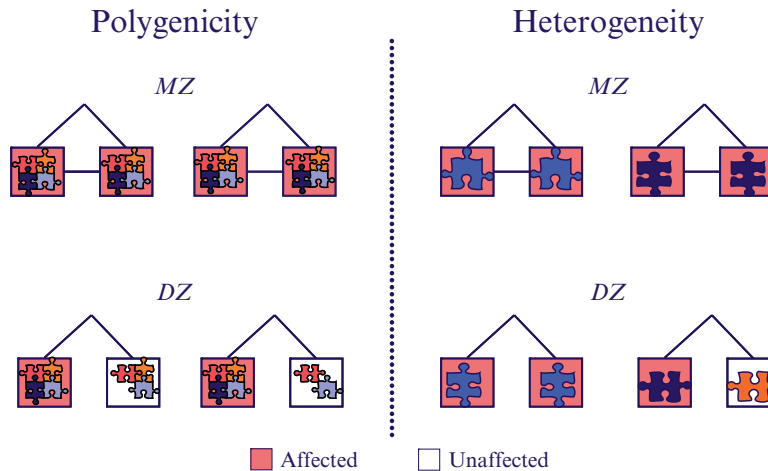 Polygenicity
Heterogeneity
MZ
MZ
DZ
DZ
Affected
Unaffected